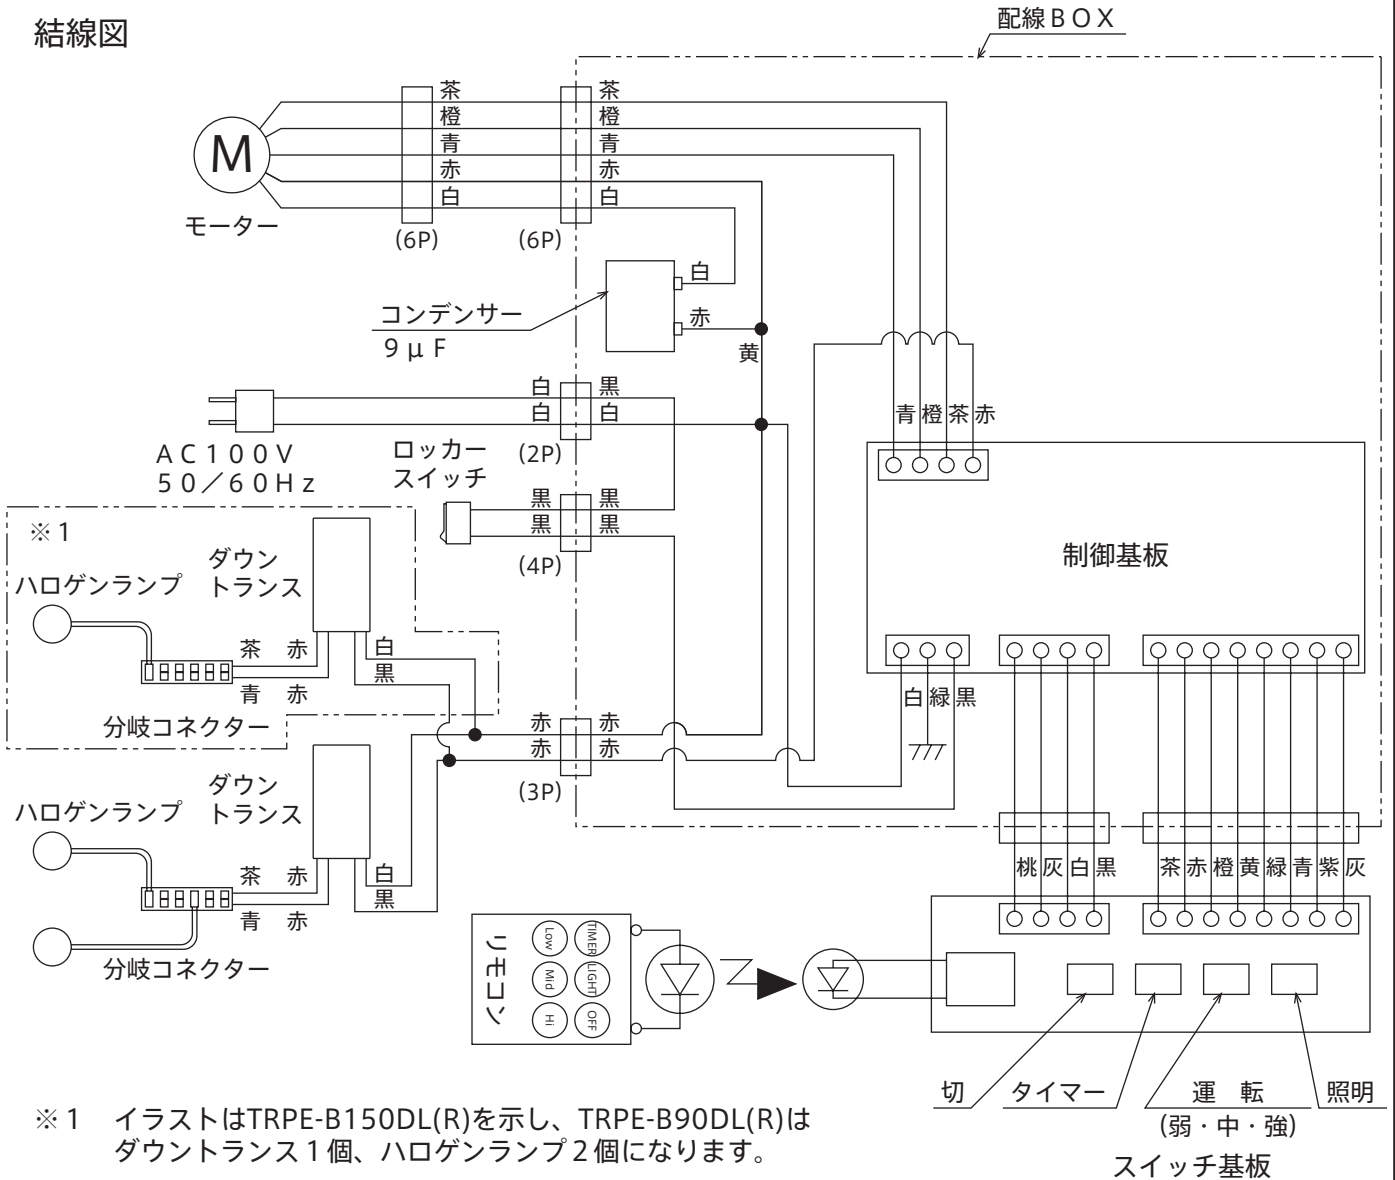 結線図
配線ＢＯＸ
茶
橙
青
赤
白
茶
橙
青
赤
白
M
モーター
(6P)
(6P)
白
赤
コンデンサー
９μＦ
黄
白
白
黒
白
ＡＣ１００Ｖ
５０／６０Ｈｚ
ロッカー
スイッチ
(2P)
黒
黒
黒
黒
(4P)
青橙茶赤
制御基板
※１
ハロゲンランプ
ダウン
トランス
茶 赤
青 赤
白
黒
分岐コネクター
白緑黒
赤
赤
赤
赤
(3P)
ハロゲンランプ
ダウン
トランス
茶 赤
青 赤
白
黒
分岐コネクター
桃灰白黒
茶赤橙黄緑青紫灰
リモコン
TIMER
LIGHT
OFF
Low
Mid
Hi
切
タイマー
運 転
(弱・中・強)
照明
スイッチ基板
※１ イラストはTRPE-B150DL(R)を示し、TRPE-B90DL(R)は
ダウントランス１個、ハロゲンランプ２個になります。